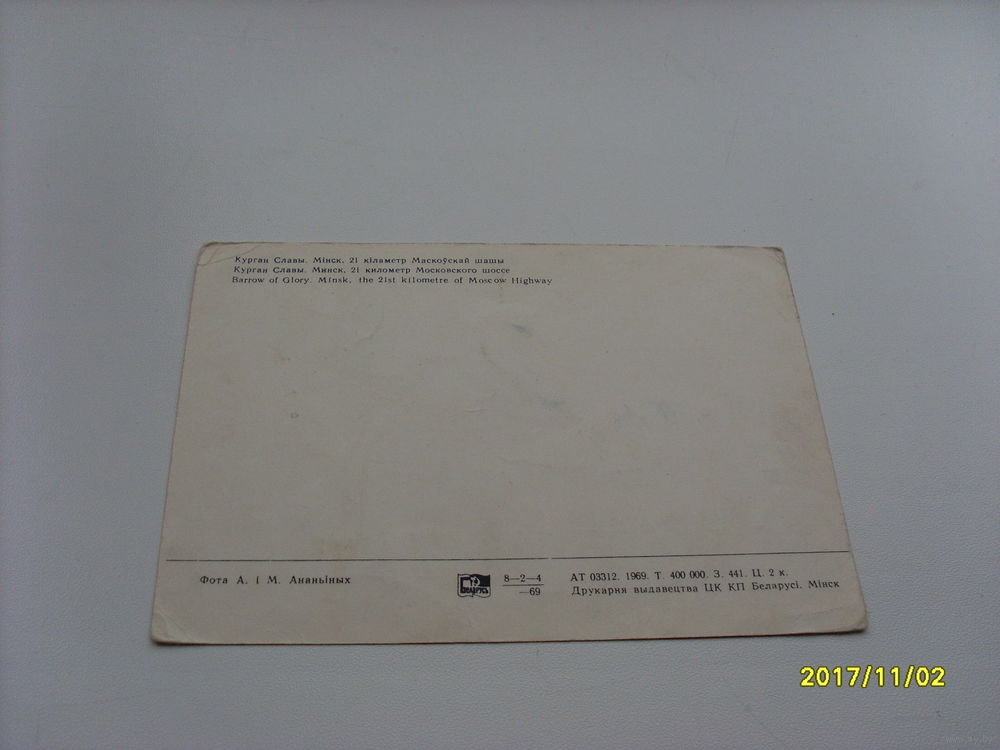 Курган Славы. Мінск, 21 кіламетр Маскоўскай шашы
Курган Славы. Минск, 21 километр Московского шоссе
Barrow of Glory. Minsk, the 21st kilometre of Moscow Highway
Фота А. і М. Ананьіных
БЕЛАРУСЬ
8—2—4
—69
АТ 03312. 1969. Т. 400 000. З. 441. Ц. 2 к.
Друкарня выдавецтва ЦК КП Беларусі. Мінск
2017/11/02